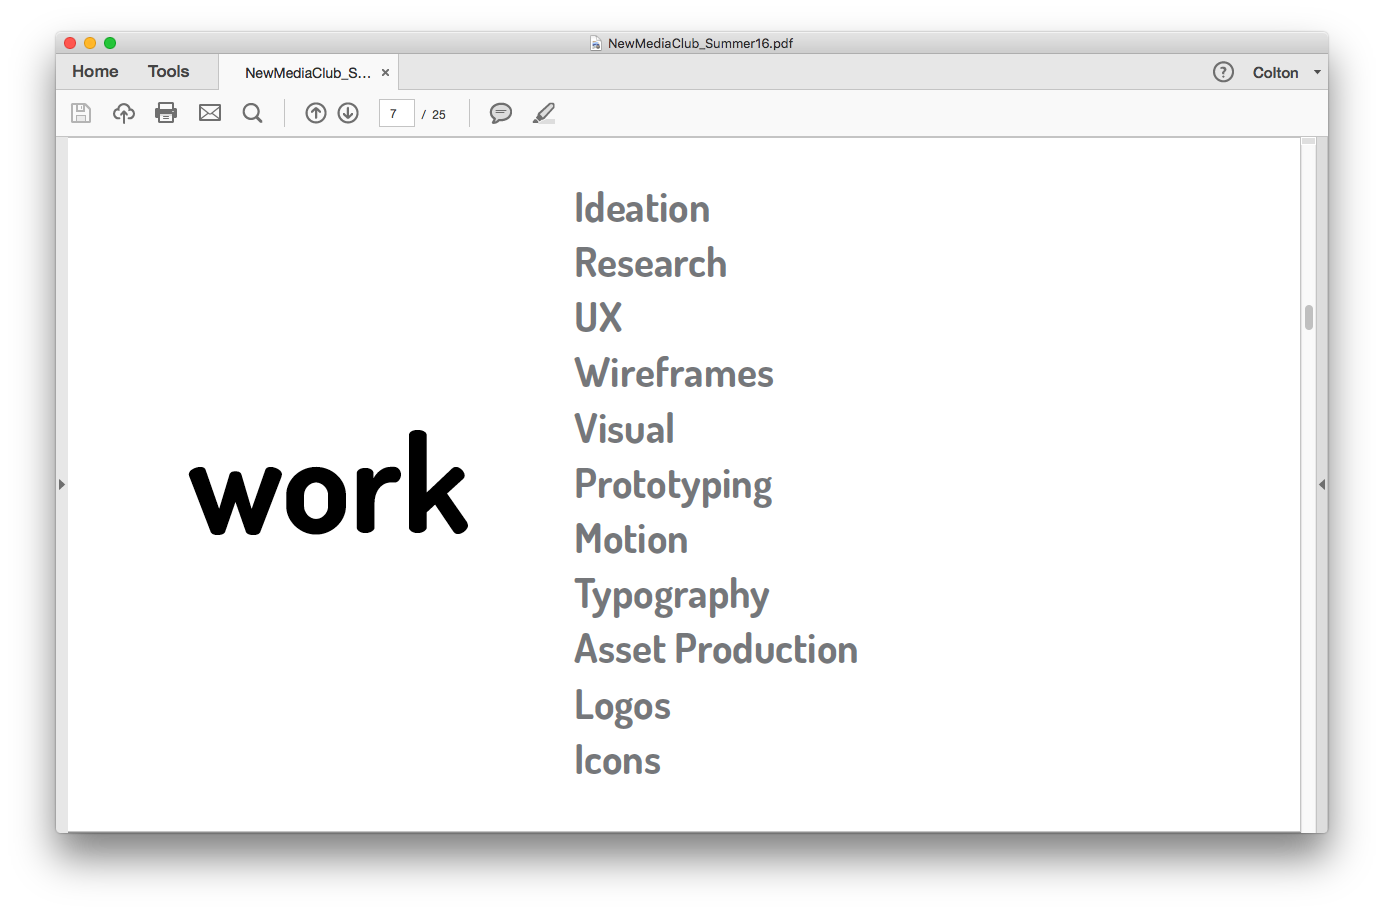 NewMediaClub_Summer16.pdf
Home Tools NewMediaClub_S... × ? Colton
7 / 25
work
Ideation
Research
UX
Wireframes
Visual
Prototyping
Motion
Typography
Asset Production
Logos
Icons